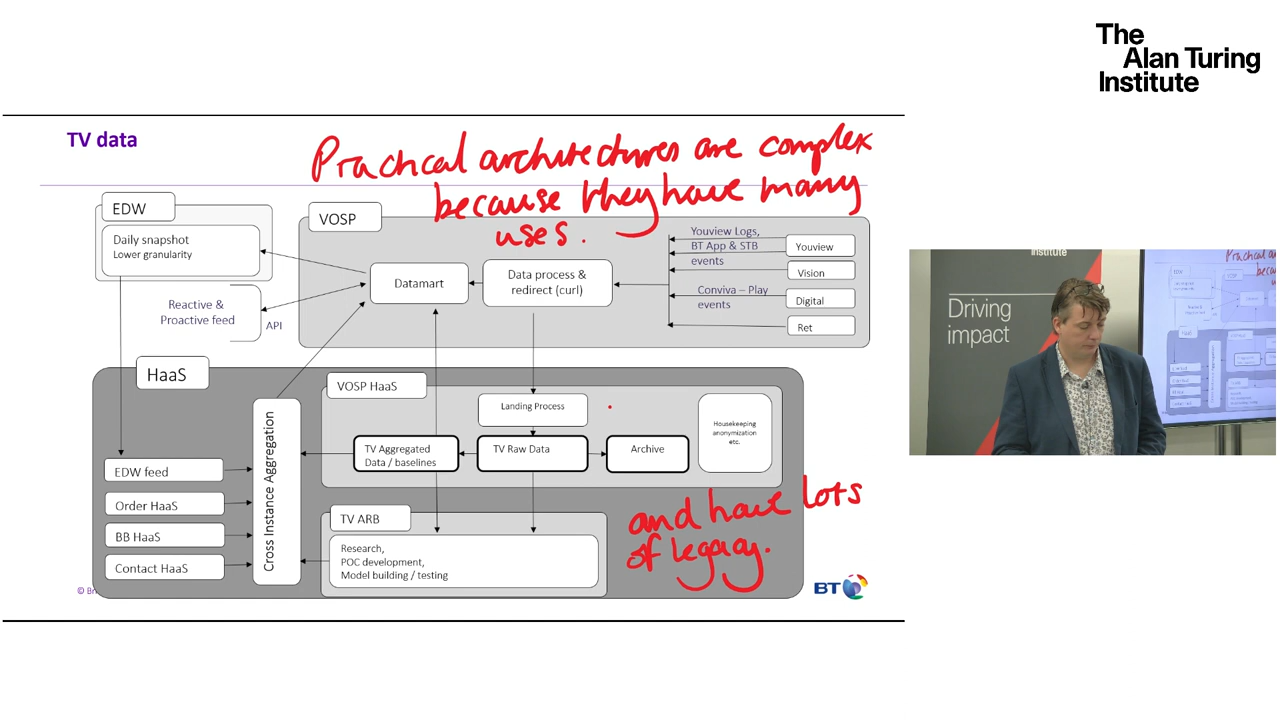 The
Alan Turing
Institute
TV data
Practical architectures are complex
because they have many
uses.
EDW
Daily snapshot
Lower granularity
Reactive &
Proactive feed
API
VOSP
Datamart
Data process &
redirect (curl)
Youview Logs,
BT App & STB
events
Conviva – Play
events
Youview
Vision
Digital
Ret
HaaS
EDW feed
Order HaaS
BB HaaS
Contact HaaS
Cross Instance Aggregation
VOSP HaaS
Landing Process
TV Aggregated
Data / baselines
TV Raw Data
Archive
Housekeeping
anonymization
etc.
TV ARB
Research,
POC development,
Model building / testing
and have lots
of legacy.
©
BT
Institute
Driving
impact